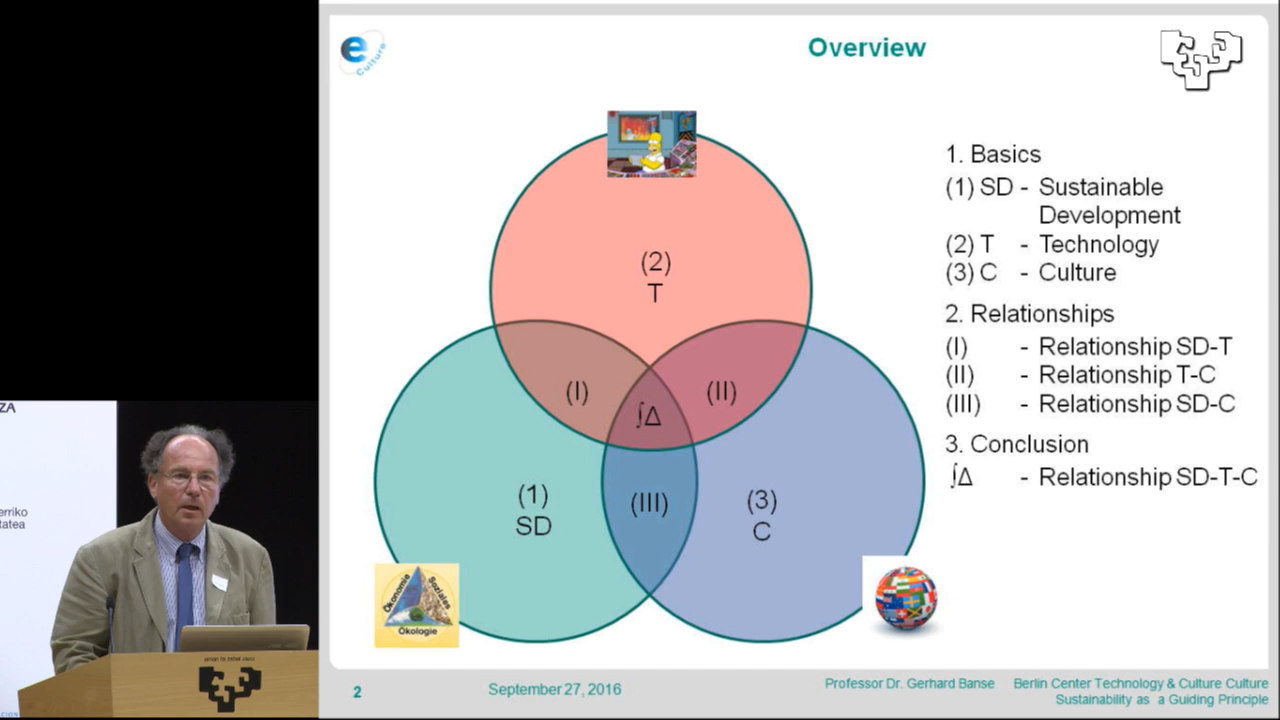 ZA
erriko
tatea
e
Culture
Overview
(2)
T
(I)
(II)
∫Δ
(1)
SD
(III)
(3)
C
Ökonomie
Soziales
Ökologie
1. Basics
(1) SD - Sustainable
Development
(2) T - Technology
(3) C - Culture
2. Relationships
(I) - Relationship SD-T
(II) - Relationship T-C
(III) - Relationship SD-C
3. Conclusion
∫Δ - Relationship SD-T-C
2
September 27, 2016
Professor Dr. Gerhard Banse
Berlin Center Technology & Culture Culture
Sustainability as a Guiding Principle